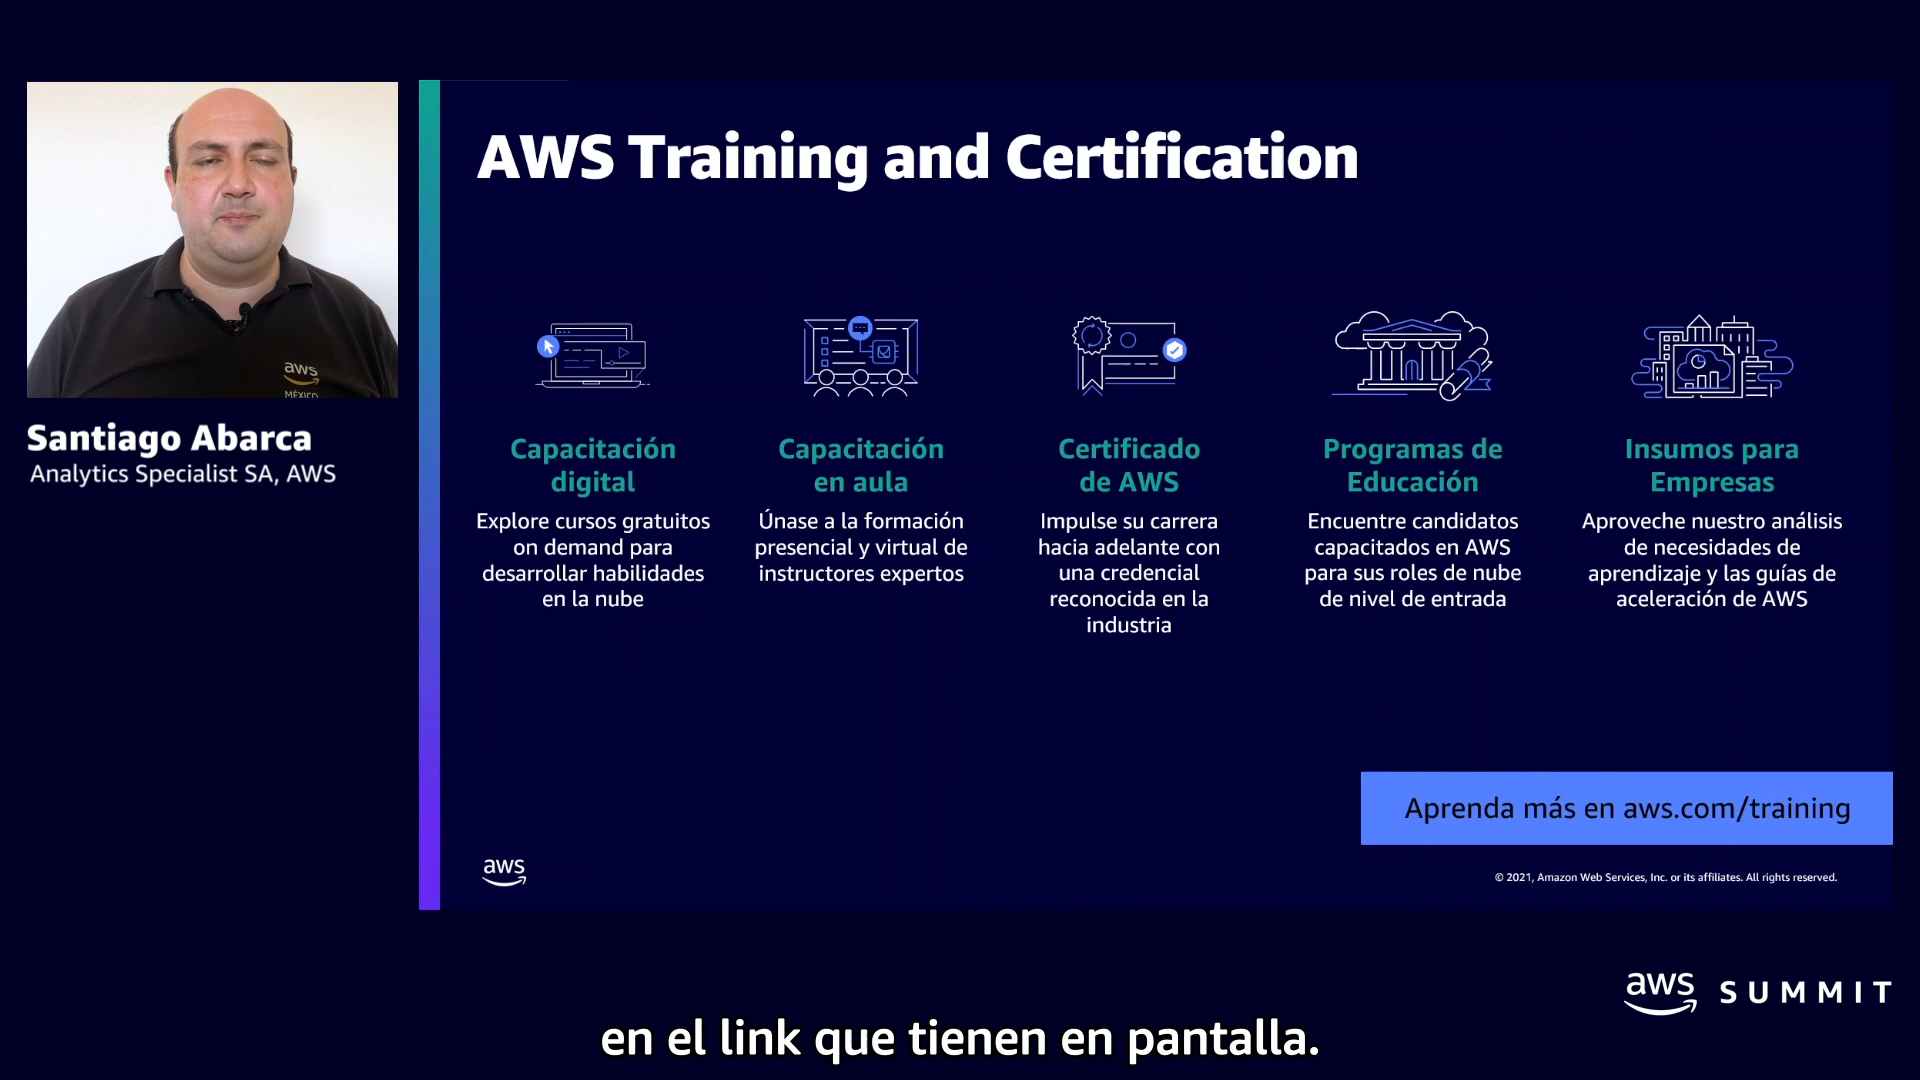 aws
MÉXICO
Santiago Abarca
Analytics Specialist SA, AWS
AWS Training and Certification
Capacitación
digital
Explore cursos gratuitos
on demand para
desarrollar habilidades
en la nube
Capacitación
en aula
Únase a la formación
presencial y virtual de
instructores expertos
Certificado
de AWS
Impulse su carrera
hacia adelante con
una credencial
reconocida en la
industria
Programas de
Educación
Encuentre candidatos
capacitados en AWS
para sus roles de nube
de nivel de entrada
Insumos para
Empresas
Aproveche nuestro análisis
de necesidades de
aprendizaje y las guías de
aceleración de AWS
Aprenda más en aws.com/training
aws
© 2021, Amazon Web Services, Inc. or its affiliates. All rights reserved.
aws SUMMIT
en el link que tienen en pantalla.